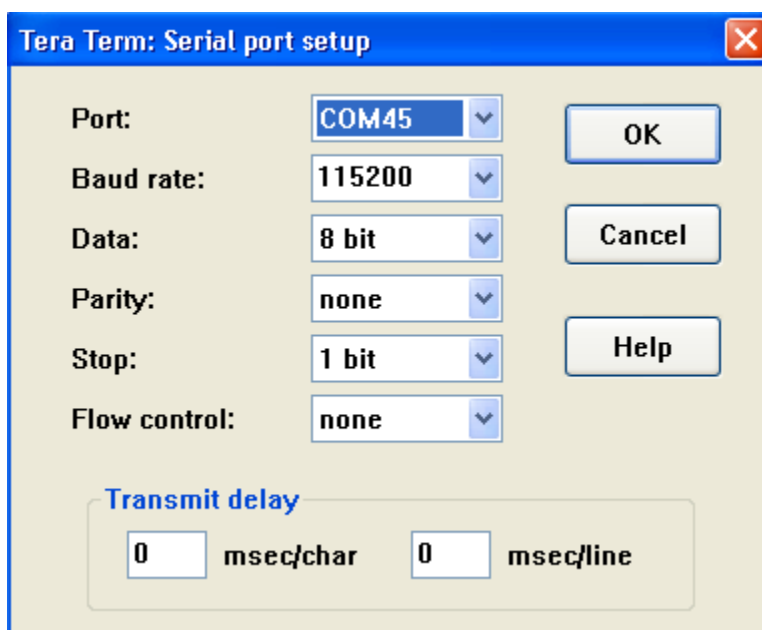 Tera Term: Serial port setup
Port: COM45 OK
Baud rate: 115200
Data: 8 bit Cancel
Parity: none
Stop: 1 bit Help
Flow control: none
Transmit delay
0 msec/char 0 msec/line